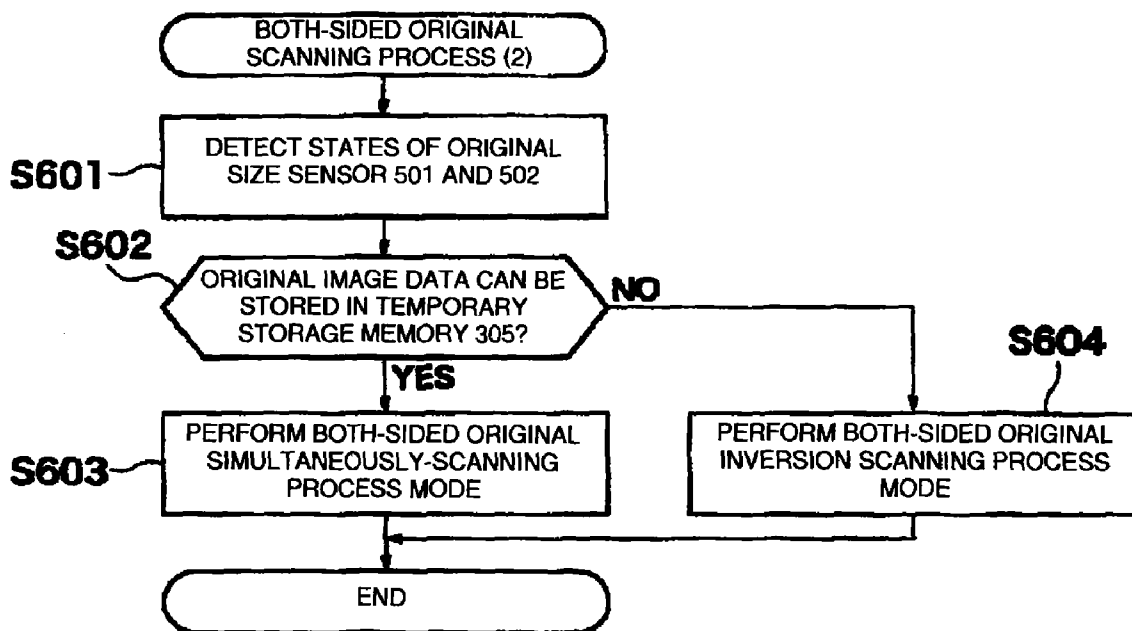 BOTH-SIDED ORIGINAL
SCANNING PROCESS (2)
S601
DETECT STATES OF ORIGINAL
SIZE SENSOR 501 AND 502
S602
ORIGINAL IMAGE DATA CAN BE
STORED IN TEMPORARY
STORAGE MEMORY 305?
NO
YES
S603
PERFORM BOTH-SIDED ORIGINAL
SIMULTANEOUSLY-SCANNING
PROCESS MODE
S604
PERFORM BOTH-SIDED ORIGINAL
INVERSION SCANNING PROCESS
MODE
END